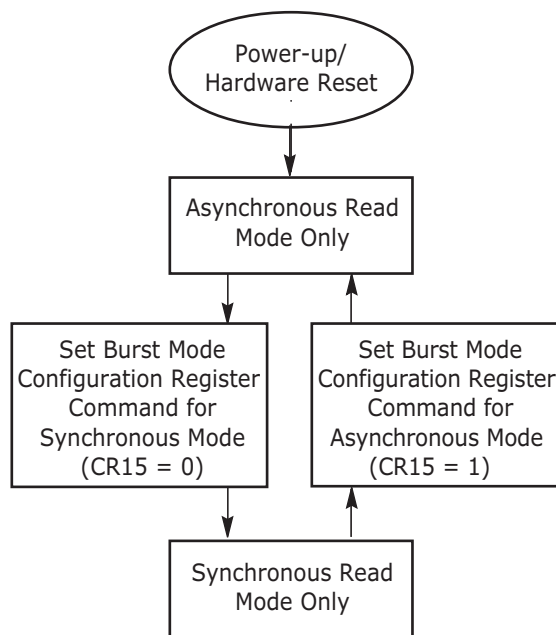 Power-up/
Hardware Reset
Asynchronous Read
Mode Only
Set Burst Mode
Configuration Register
Command for
Synchronous Mode
(CR15 = 0)
Set Burst Mode
Configuration Register
Command for
Asynchronous Mode
(CR15 = 1)
Synchronous Read
Mode Only